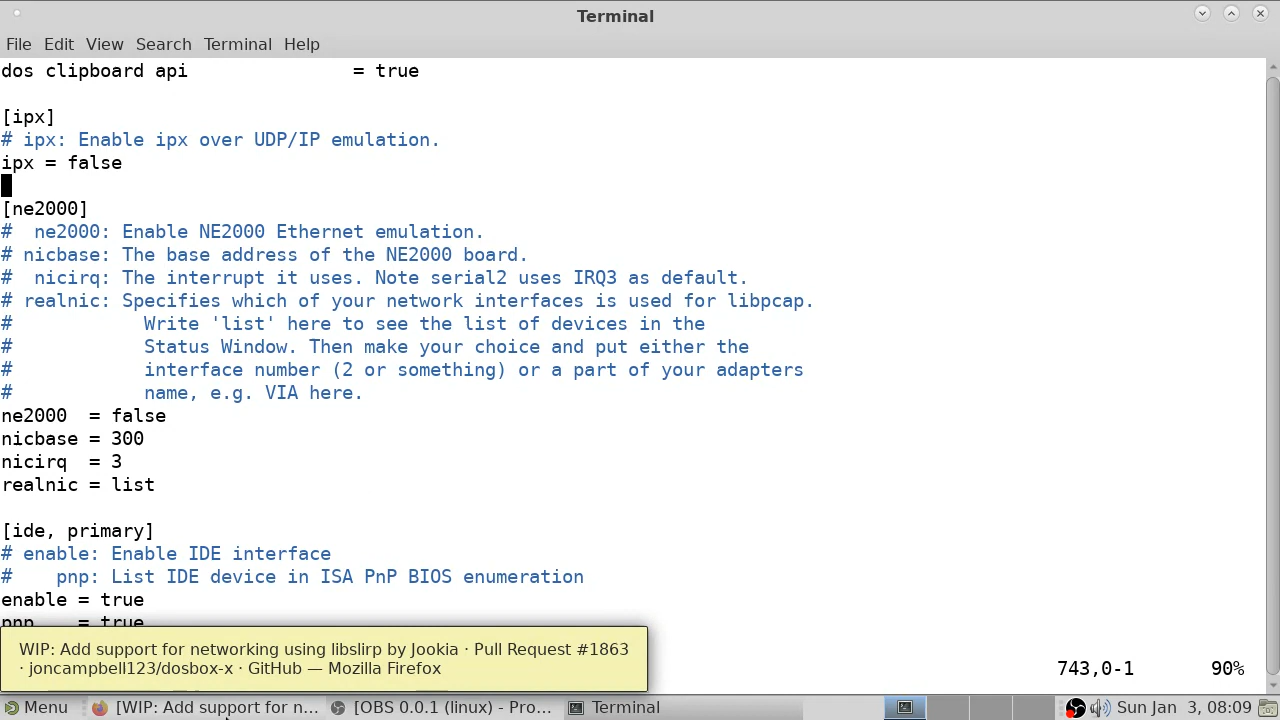 Terminal
File Edit View Search Terminal Help
dos clipboard api = true
[ipx]
# ipx: Enable ipx over UDP/IP emulation.
ipx = false
[ne2000]
# ne2000: Enable NE2000 Ethernet emulation.
# nicbase: The base address of the NE2000 board.
# nicirq: The interrupt it uses. Note serial2 uses IRQ3 as default.
# realnic: Specifies which of your network interfaces is used for libpcap.
# Write 'list' here to see the list of devices in the
# Status Window. Then make your choice and put either the
# interface number (2 or something) or a part of your adapters
# name, e.g. VIA here.
ne2000 = false
nicbase = 300
nicirq = 3
realnic = list
[ide, primary]
# enable: Enable IDE interface
# pnp: List IDE device in ISA PnP BIOS enumeration
enable = true
pnp = true
WIP: Add support for networking using libslirp by Jookia · Pull Request #1863
· joncampbell123/dosbox-x · GitHub — Mozilla Firefox
743,0-1 90%
Menu [WIP: Add support for n... [OBS 0.0.1 (linux) - Pro... Terminal Sun Jan 3, 08:09